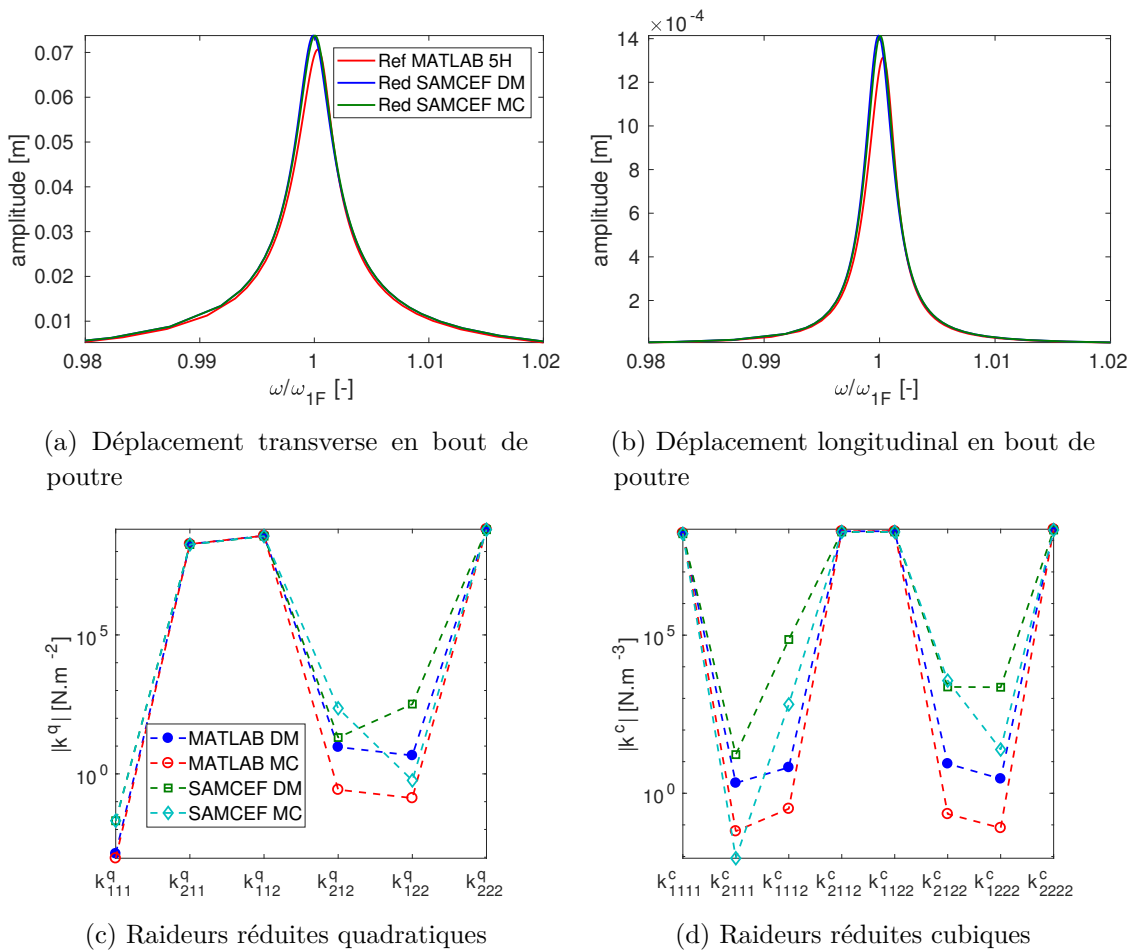 0.07
0.06
0.05
0.04
0.03
0.02
0.01
amplitude [m]
Ref MATLAB 5H
Red SAMCEF DM
Red SAMCEF MC
0.98
0.99
1
1.01
1.02
ω/ω1F [-]
×10-4
14
12
10
8
6
4
2
amplitude [m]
0.98
0.99
1
1.01
1.02
ω/ω1F [-]
(a) Déplacement transverse en bout de
poutre
(b) Déplacement longitudinal en bout de
poutre
10^5
10^0
|k^q| [N.m^-2]
MATLAB DM
MATLAB MC
SAMCEF DM
SAMCEF MC
k^q_111
k^q_211
k^q_112
k^q_212
k^q_122
k^q_222
10^5
10^0
|k^c| [N.m^-3]
k^c_1111
k^c_2111
k^c_1112
k^c_2112
k^c_1122
k^c_2122
k^c_1222
k^c_2222
(c) Raideurs réduites quadratiques
(d) Raideurs réduites cubiques